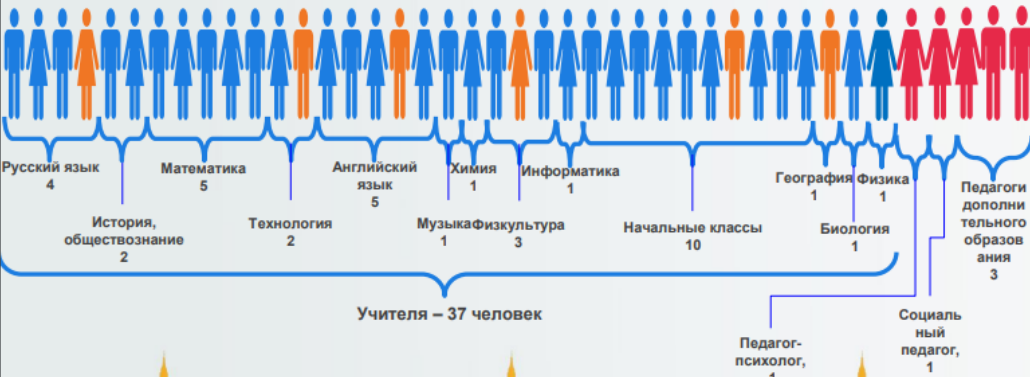 Русский язык
4
История,
обществознание
2
Математика
5
Технология
2
Английский
язык
5
Музыка
1
Химия
1
Физкультура
3
Информатика
1
Начальные классы
10
География
1
Биология
1
Физика
1
Педагоги
дополни
тельного
образов
ания
3
Учителя – 37 человек
Педагог-
психолог,
1
Социаль
ный
педагог,
1